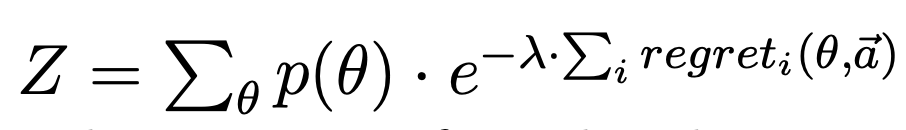 Z = ∑_θ p(θ) · e^{−λ·∑_i regret_i(θ,a⃗)}